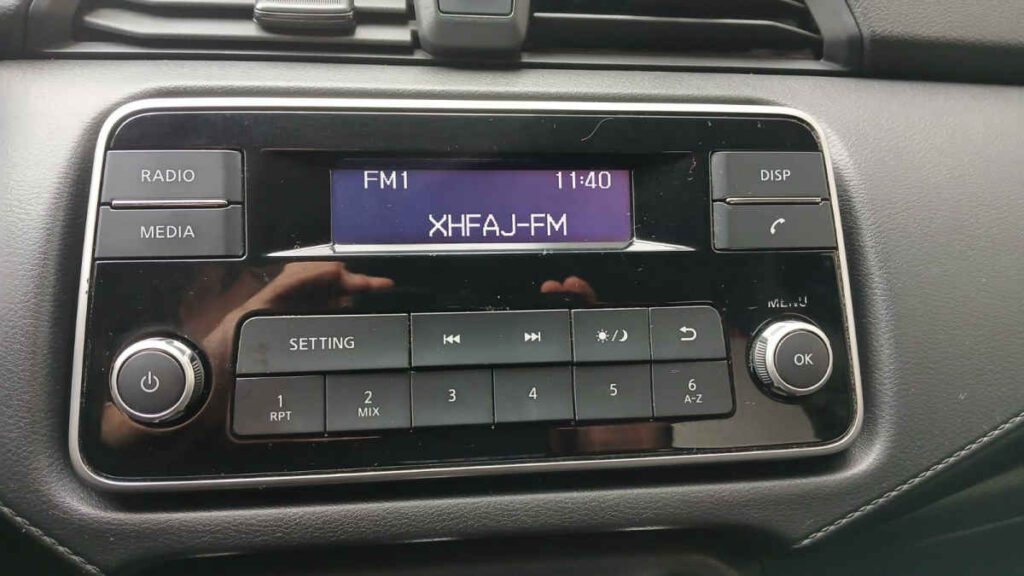 RADIO
MEDIA
FM1 11:40
XHFAJ-FM
DISP
SETTING
MENU
OK
1 2 3 4 5 6
RPT MIX A-Z